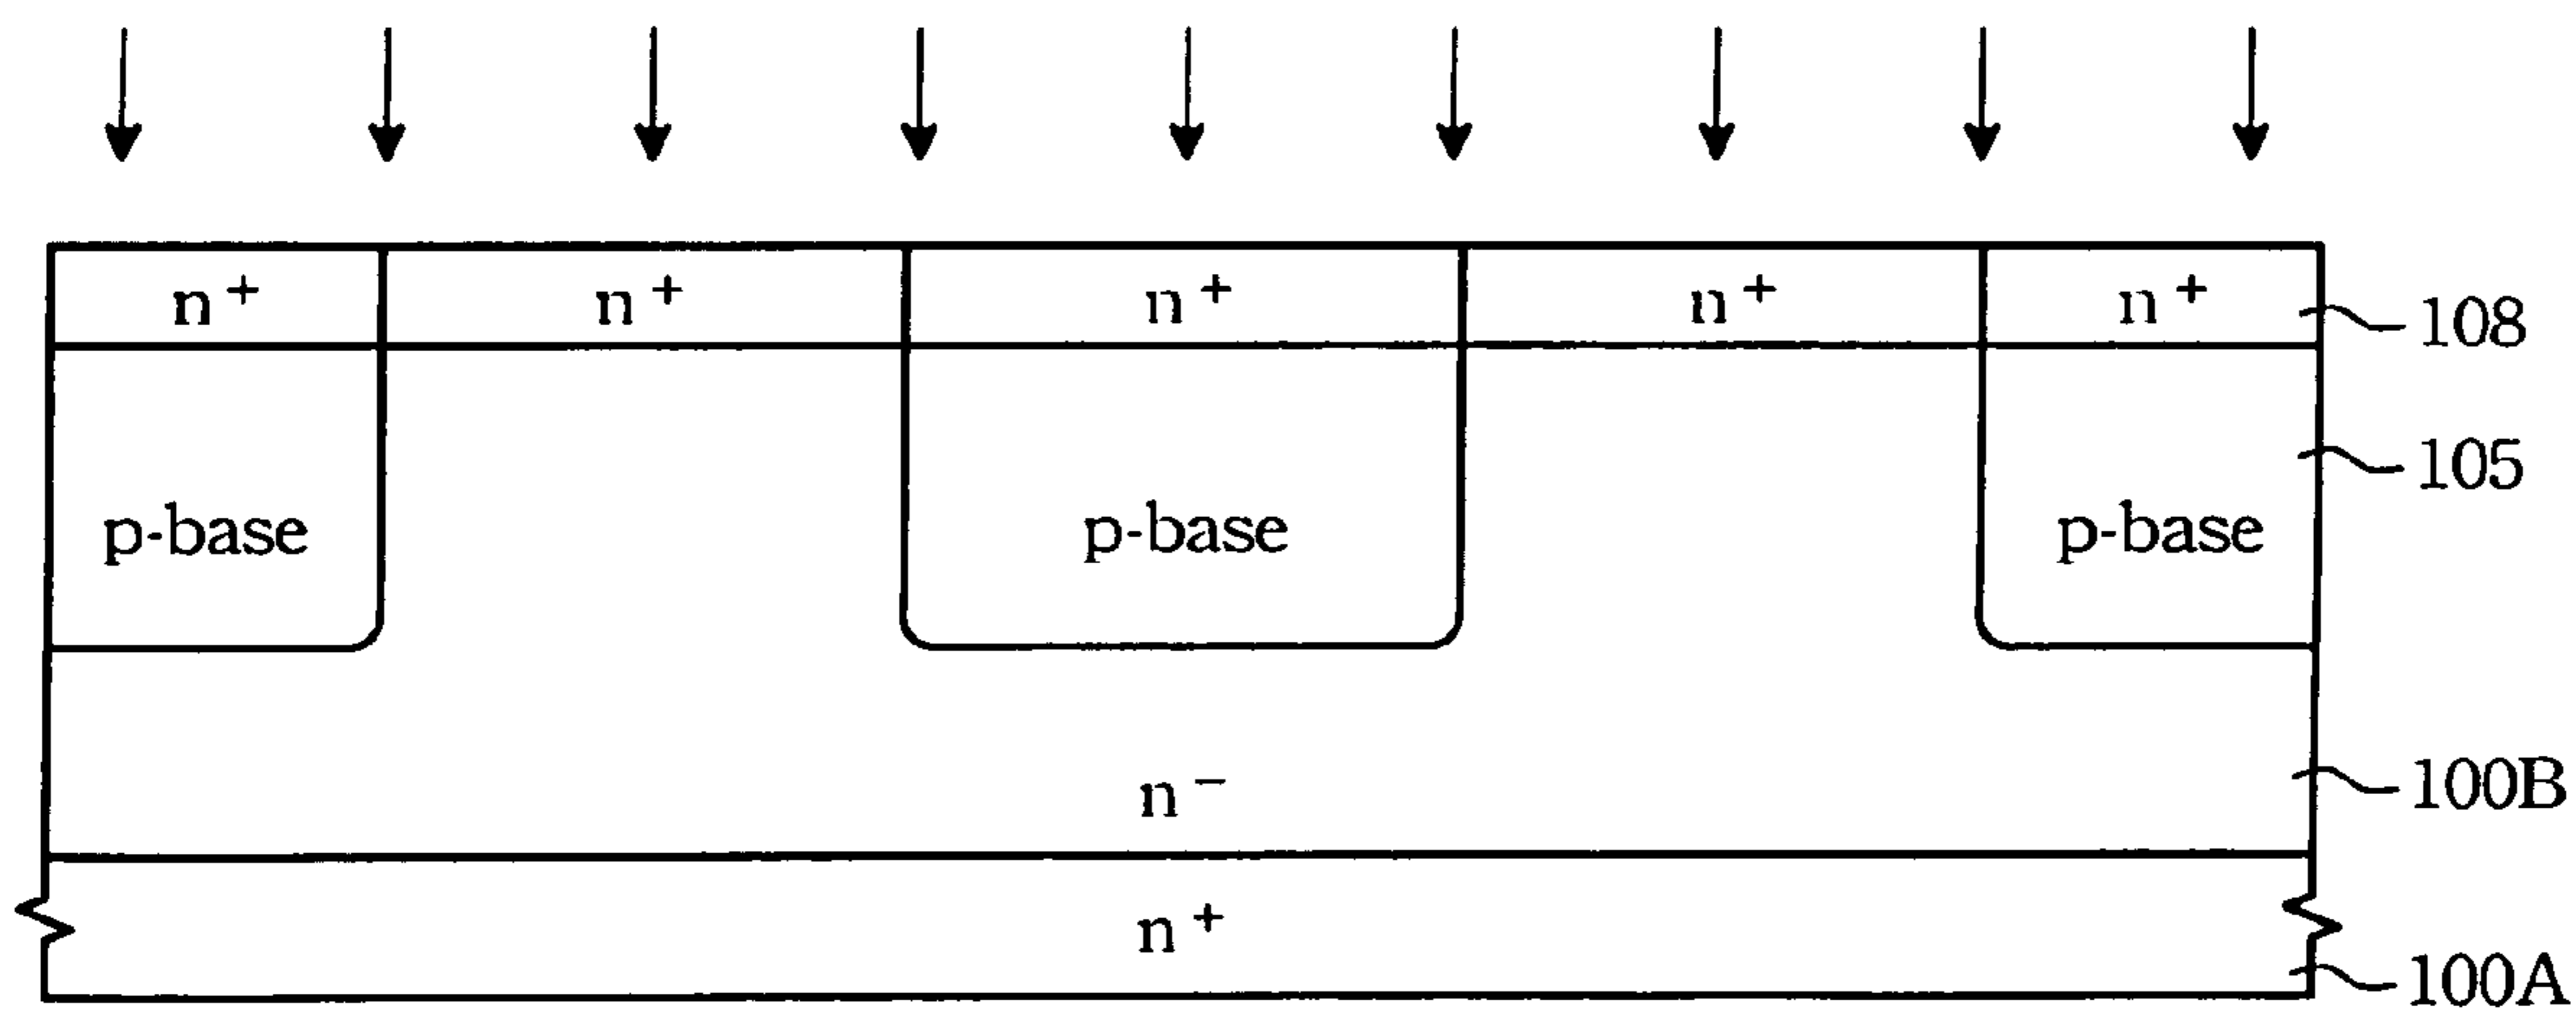 n+ n+ n+ n+ n+ 108
105
p-base p-base p-base
n− 100B
n+
100A